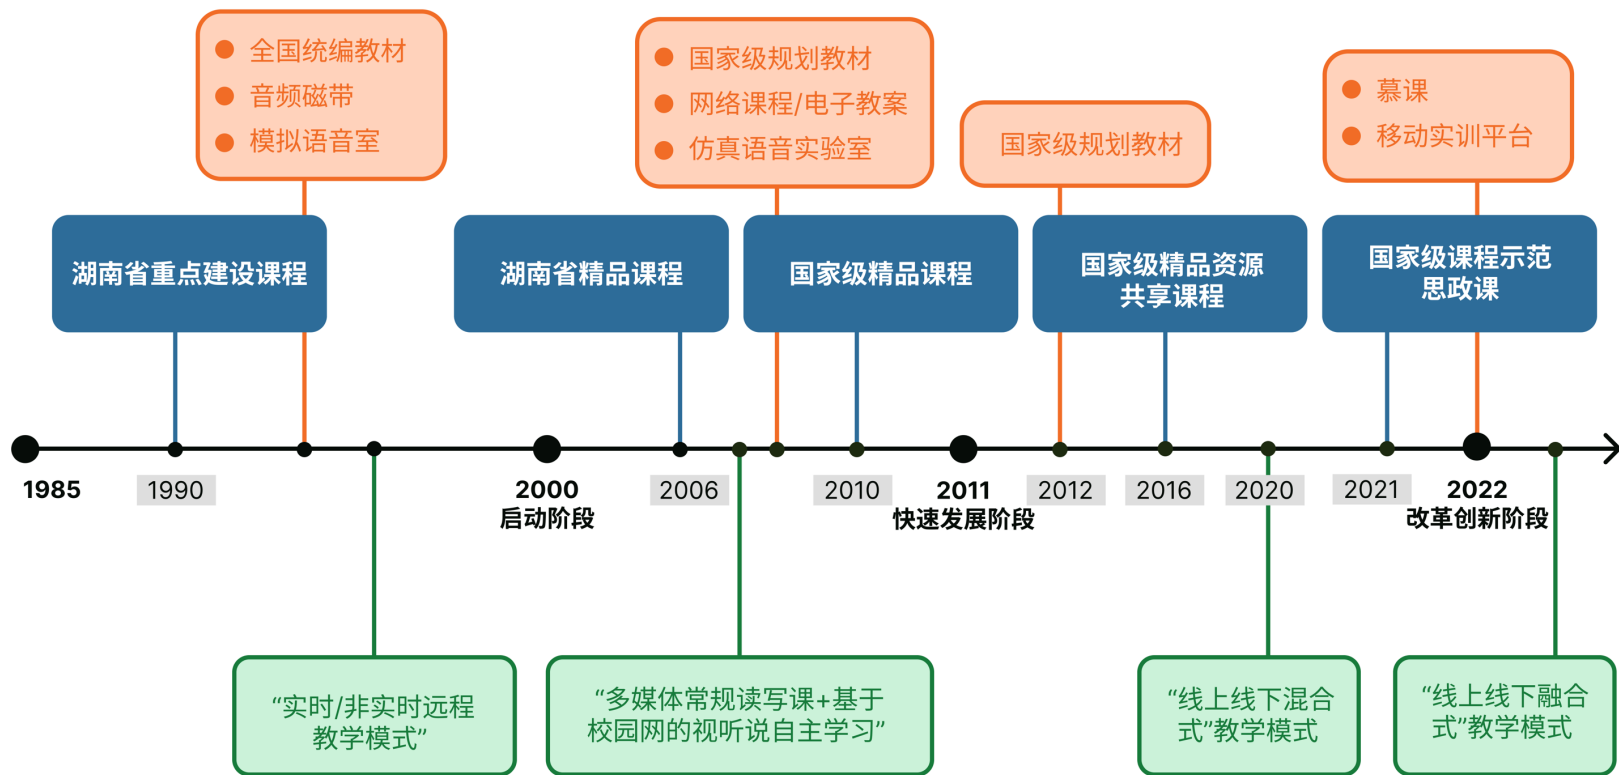 全国统编教材
音频磁带
模拟语音室
国家级规划教材
网络课程/电子教案
仿真语音实验室
国家级规划教材
慕课
移动实训平台
湖南省重点建设课程
湖南省精品课程
国家级精品课程
国家级精品资源
共享课程
国家级课程示范
思政课
1985
1990
2000
启动阶段
2006
2010
2011
快速发展阶段
2012
2016
2020
2021
2022
改革创新阶段
“实时/非实时远程
教学模式”
“多媒体常规读写课+基于
校园网的视听说自主学习”
“线上线下混合
式”教学模式
“线上线下融合
式”教学模式